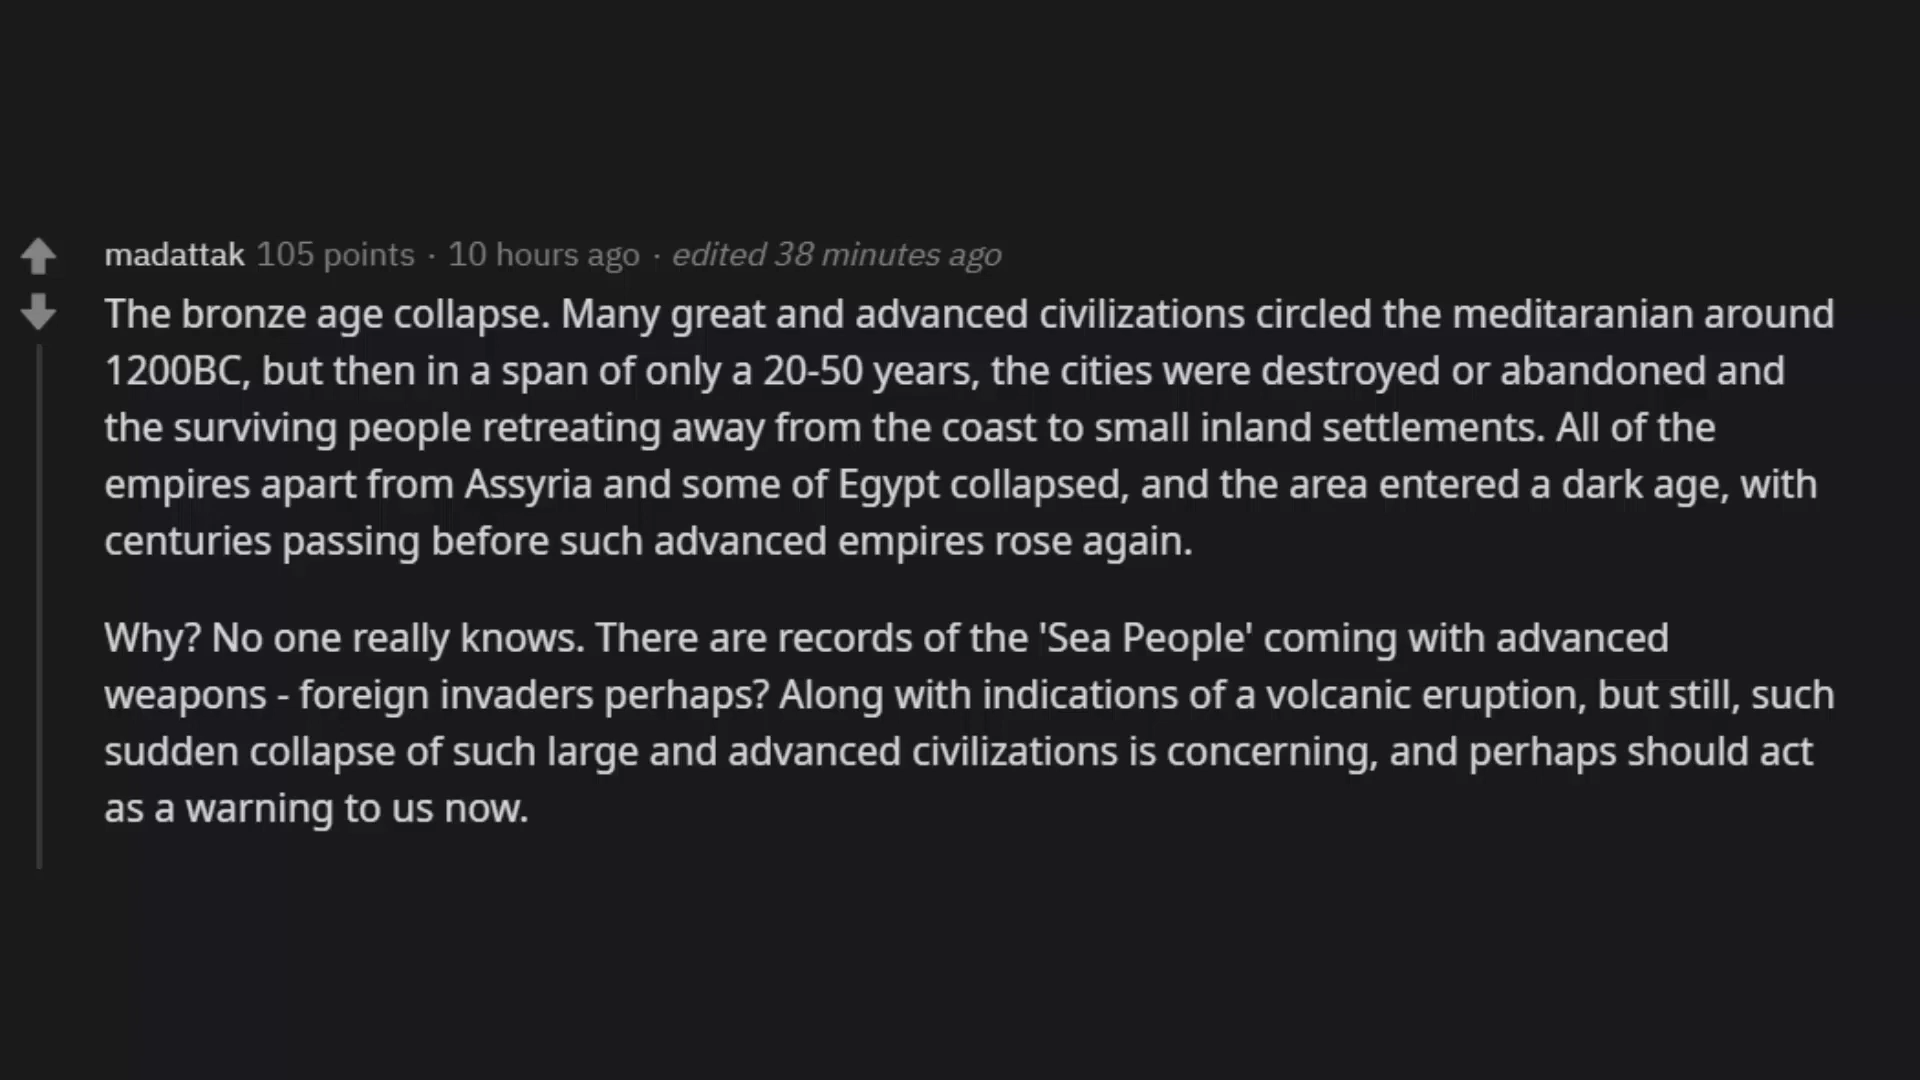 madattak 105 points · 10 hours ago · edited 38 minutes ago
The bronze age collapse. Many great and advanced civilizations circled the meditaranian around
1200BC, but then in a span of only a 20-50 years, the cities were destroyed or abandoned and
the surviving people retreating away from the coast to small inland settlements. All of the
empires apart from Assyria and some of Egypt collapsed, and the area entered a dark age, with
centuries passing before such advanced empires rose again.
Why? No one really knows. There are records of the 'Sea People' coming with advanced
weapons - foreign invaders perhaps? Along with indications of a volcanic eruption, but still, such
sudden collapse of such large and advanced civilizations is concerning, and perhaps should act
as a warning to us now.